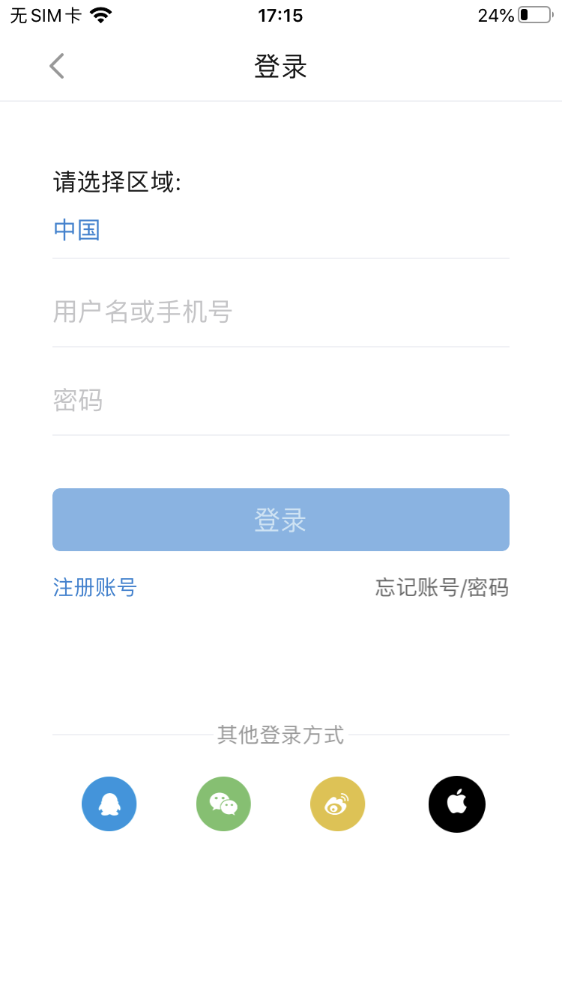 无SIM卡 17:15 24%
登录
请选择区域:
中国
用户名或手机号
密码
登录
注册账号 忘记账号/密码
其他登录方式